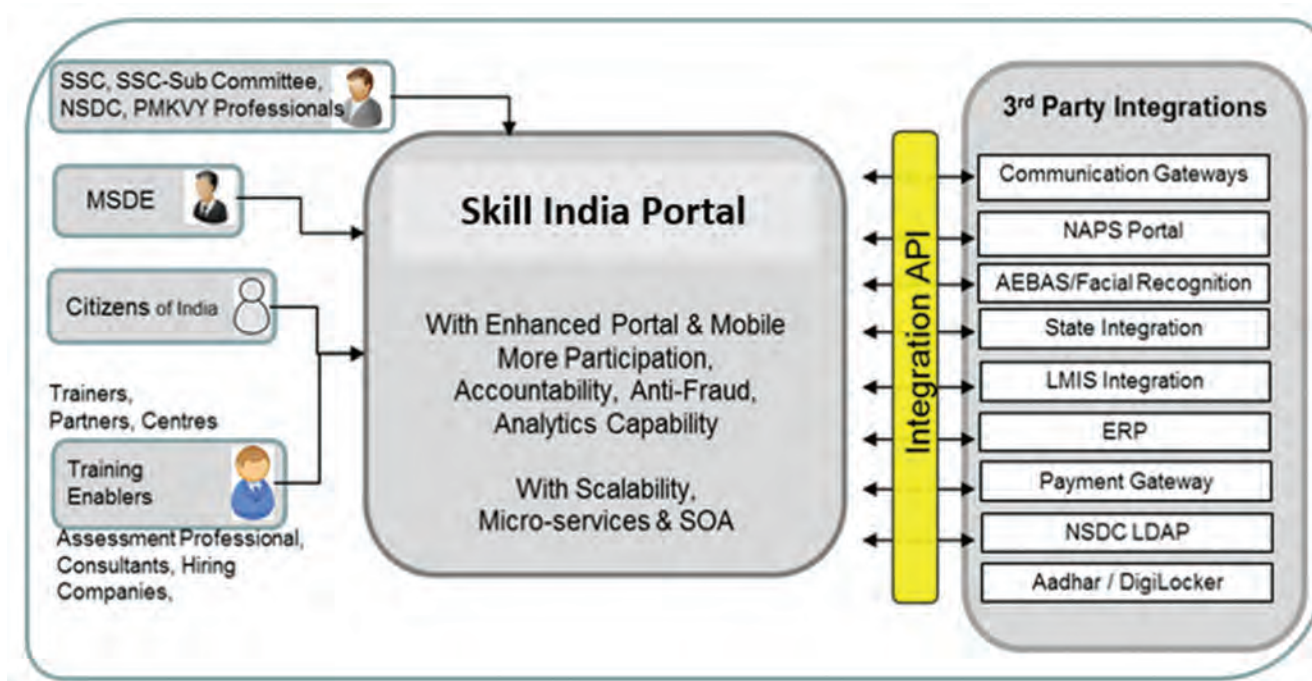 SSC, SSC-Sub Committee,
NSDC, PMKVY Professionals
MSDE
Citizens of India
Trainers,
Partners, Centres
Training
Enablers
Assessment Professional,
Consultants, Hiring
Companies,
Skill India Portal
With Enhanced Portal & Mobile
More Participation,
Accountability, Anti-Fraud,
Analytics Capability
With Scalability,
Micro-services & SOA
Integration API
3rd Party Integrations
Communication Gateways
NAPS Portal
AEBAS/Facial Recognition
State Integration
LMIS Integration
ERP
Payment Gateway
NSDC LDAP
Aadhar / DigiLocker